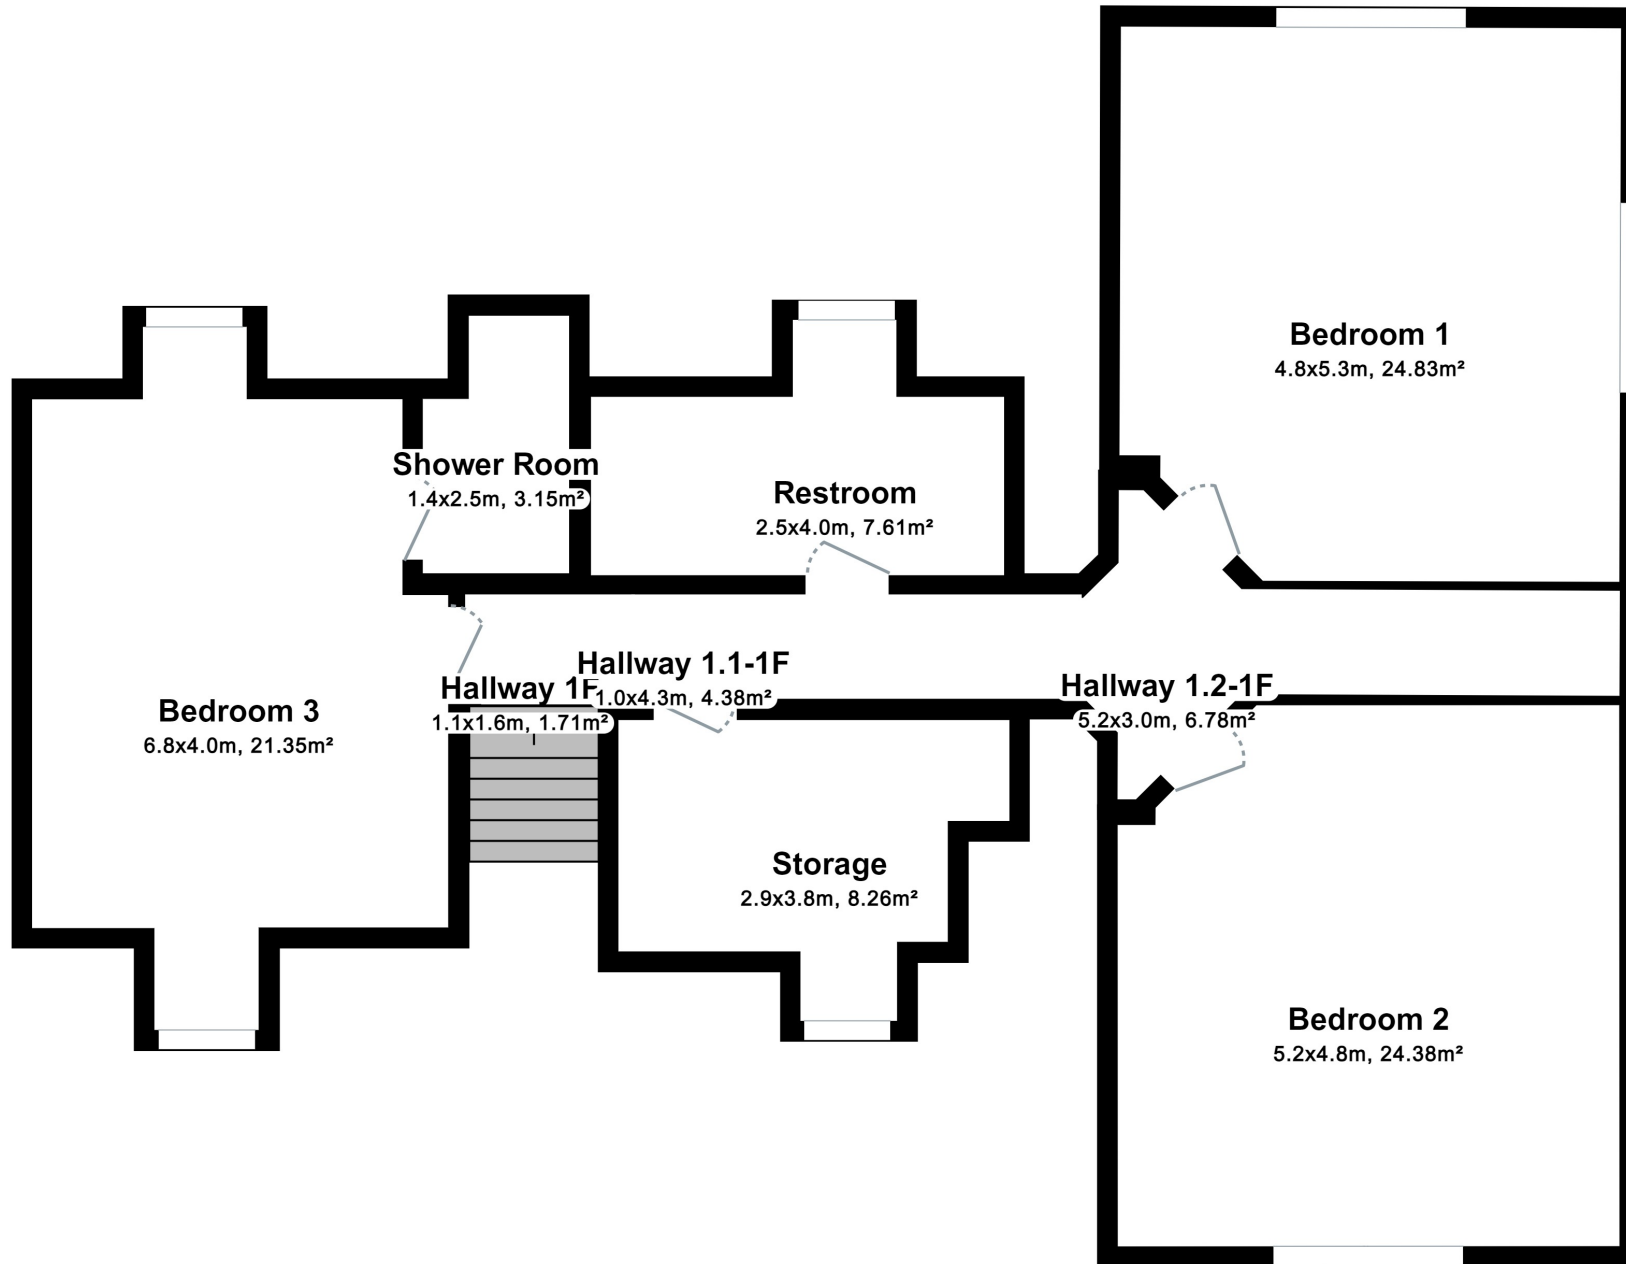 Bedroom 1
4.8x5.3m, 24.83m²
Shower Room
1.4x2.5m, 3.15m²
Restroom
2.5x4.0m, 7.61m²
Hallway 1.1-1F
1.0x4.3m, 4.38m²
Hallway 1F
1.1x1.6m, 1.71m²
Hallway 1.2-1F
5.2x3.0m, 6.78m²
Bedroom 3
6.8x4.0m, 21.35m²
Storage
2.9x3.8m, 8.26m²
Bedroom 2
5.2x4.8m, 24.38m²